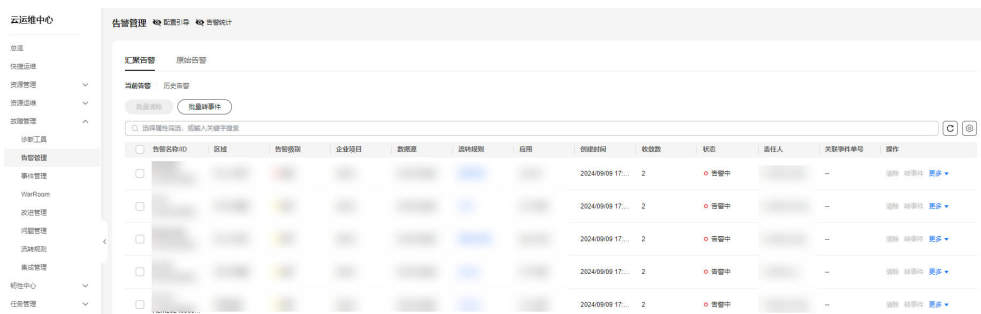 云运维中心
总览
快捷运维
资源管理
资源运维
故障管理
诊断工具
告警管理
事件管理
WarRoom
改进管理
问题管理
流转规则
集成管理
韧性中心
任务管理
告警管理 配置引导 告警统计
汇聚告警 原始告警
当前告警 历史告警
批量清除 批量转事件
选择属性筛选，或输入关键字搜索
告警名称/ID 区域 告警级别 企业项目 数据源 流转规则 应用 创建时间 收敛数 状态 责任人 关联事件单号 操作
2024/09/09 17:... 2 告警中 -- 清除 转事件 更多
2024/09/09 17:... 2 告警中 -- 清除 转事件 更多
2024/09/09 17:... 2 告警中 -- 清除 转事件 更多
2024/09/09 17:... 2 告警中 -- 清除 转事件 更多
2024/09/09 17:... 2 告警中 -- 清除 转事件 更多